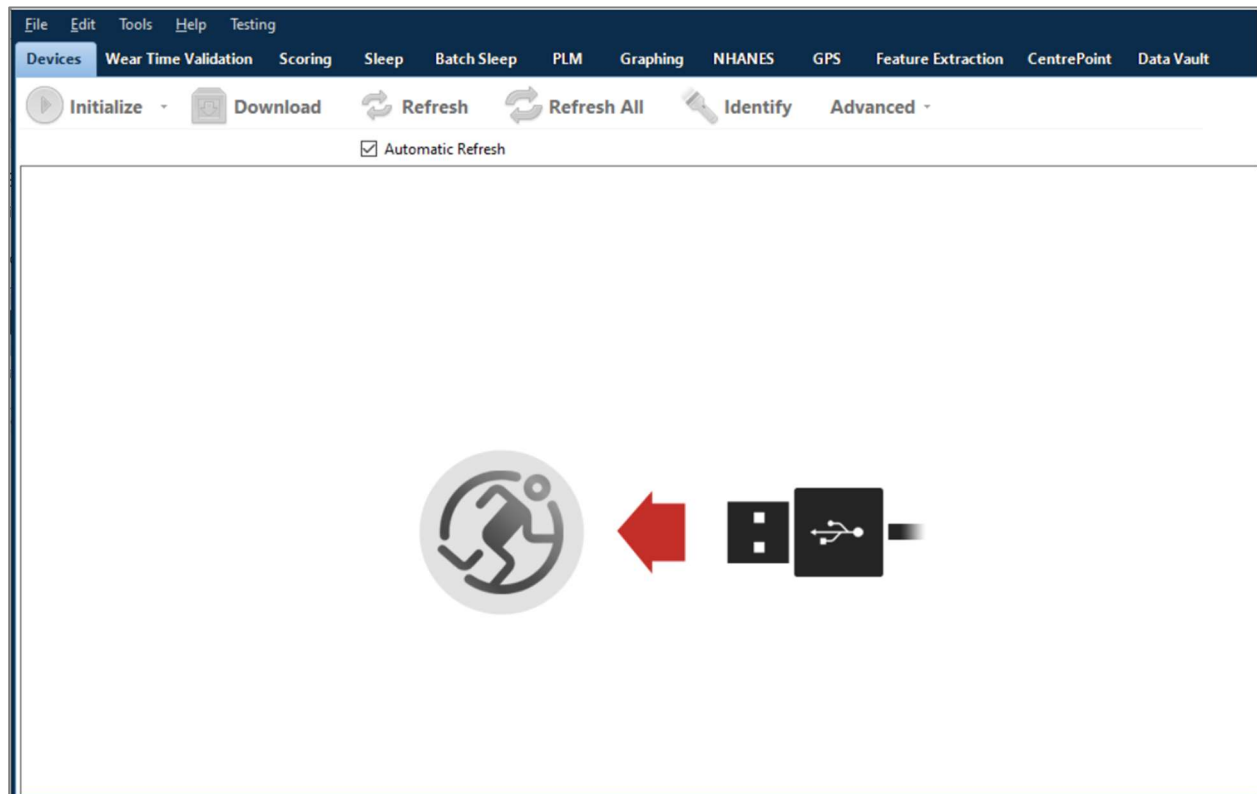 File Edit Tools Help Testing
Devices Wear Time Validation Scoring Sleep Batch Sleep PLM Graphing NHANES GPS Feature Extraction CentrePoint Data Vault
Initialize Download Refresh Refresh All Identify Advanced
Automatic Refresh